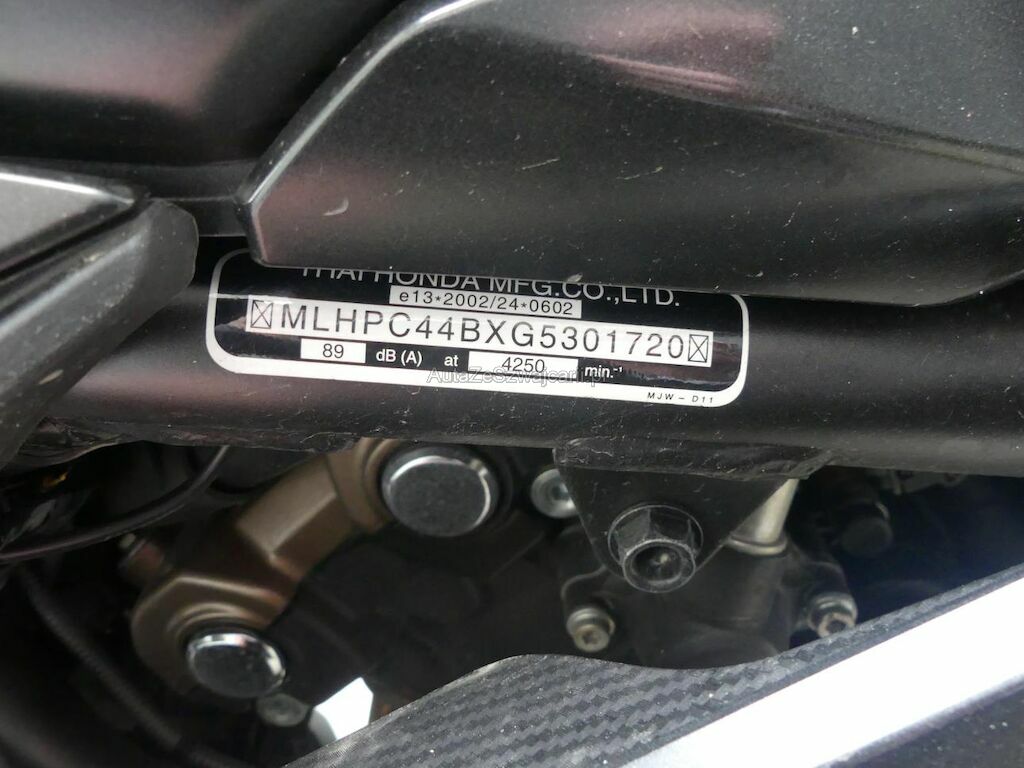 THAI HONDA MFG.CO.,LTD.
e13*2002/24*0602
MLHPC44BXG5301720
89 dB (A) at 4250 min.-¹
AutaZeSzwajcarii.pl
MJW - D11